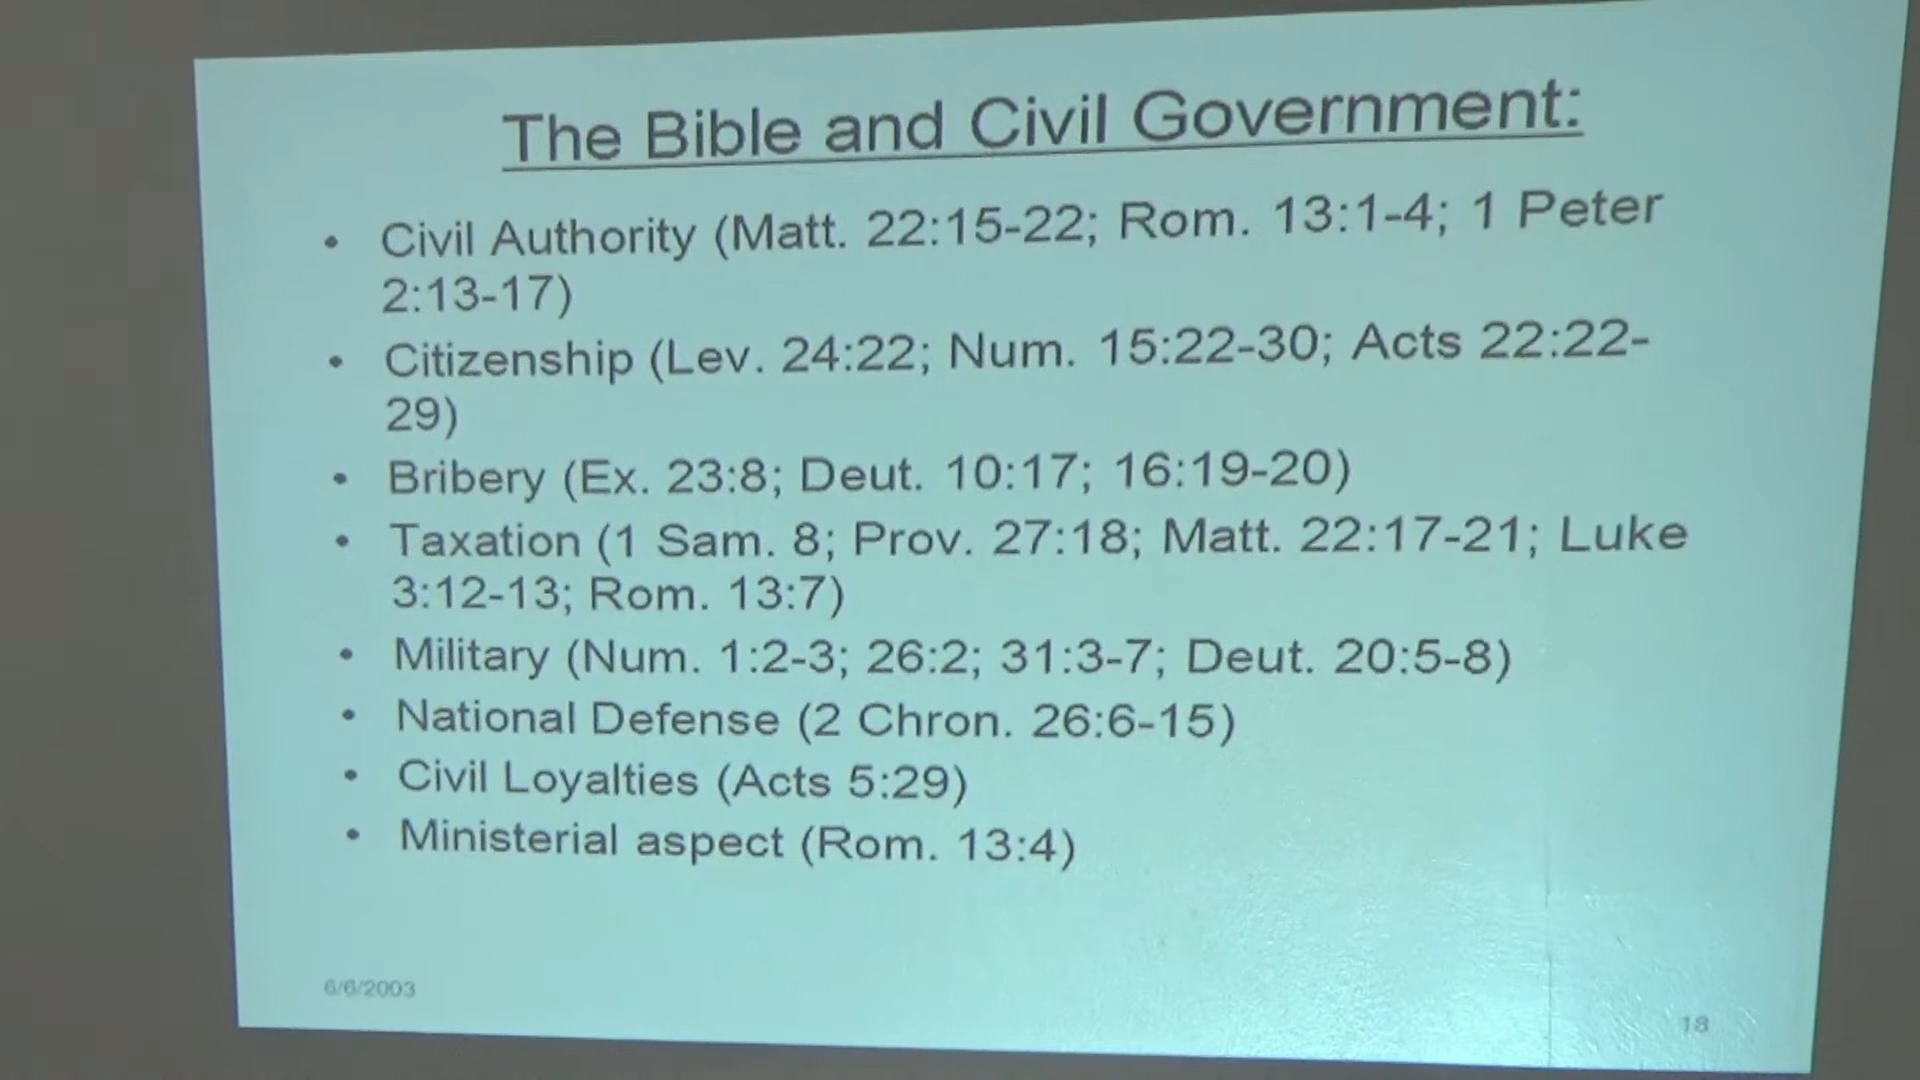 The Bible and Civil Government:
• Civil Authority (Matt. 22:15-22; Rom. 13:1-4; 1 Peter
2:13-17)
• Citizenship (Lev. 24:22; Num. 15:22-30; Acts 22:22-
29)
• Bribery (Ex. 23:8; Deut. 10:17; 16:19-20)
• Taxation (1 Sam. 8; Prov. 27:18; Matt. 22:17-21; Luke
3:12-13; Rom. 13:7)
• Military (Num. 1:2-3; 26:2; 31:3-7; Deut. 20:5-8)
• National Defense (2 Chron. 26:6-15)
• Civil Loyalties (Acts 5:29)
• Ministerial aspect (Rom. 13:4)
6/6/2003
18